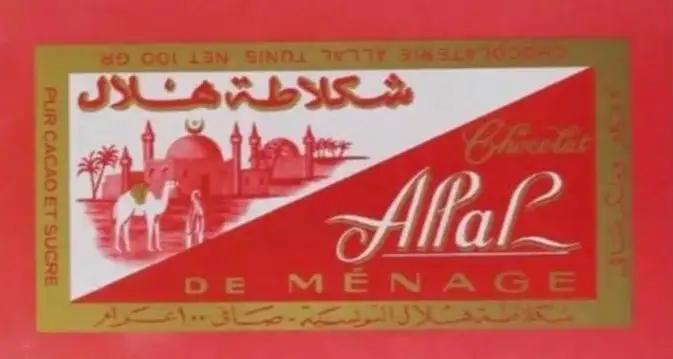 CHOCOLATERIE ALLAL TUNIS NET 100 GR
شكلاطة هلال
PUR CACAO ET SUCRE
Chocolat
Allal
DE MÉNAGE
شكلاطة هلال التونسية - صافي ١٠٠ غرام